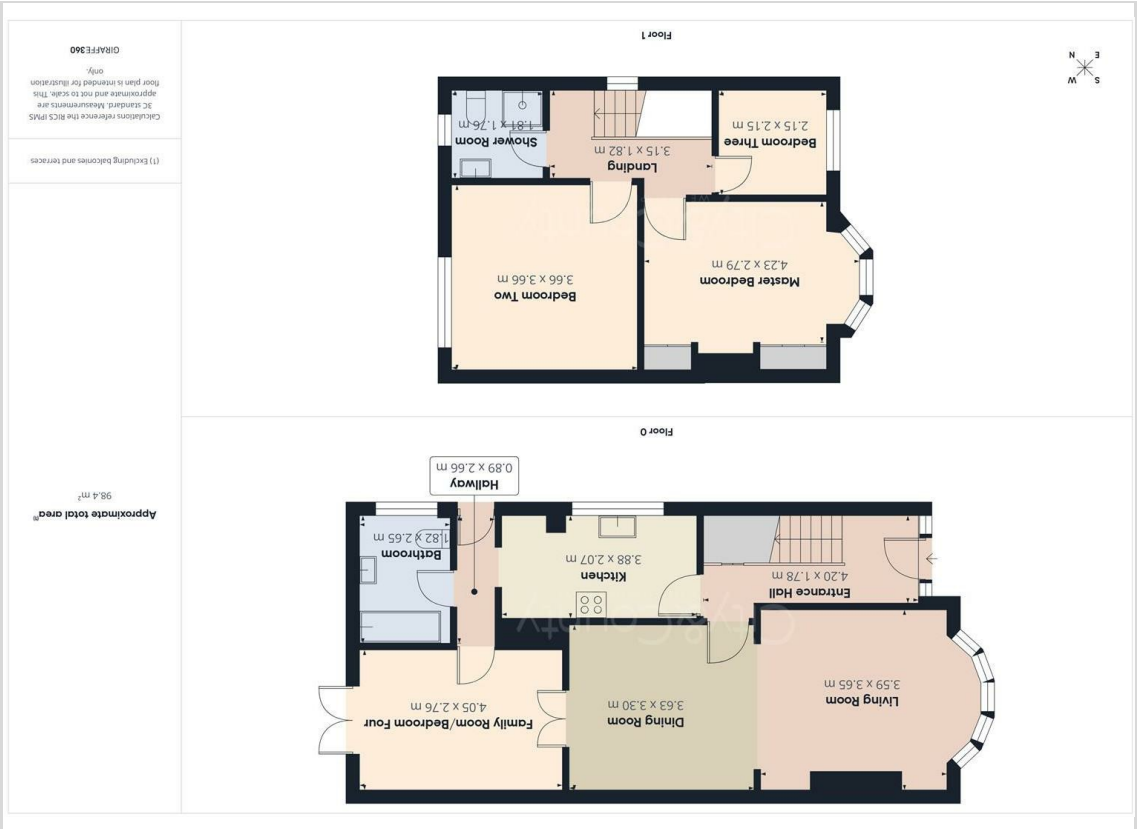 Family Room/Bedroom Four
4.05 x 2.76 m
Dining Room
3.63 x 3.30 m
Living Room
3.59 x 3.65 m
City&County
Entrance Hall
4.20 x 1.78 m
Kitchen
3.88 x 2.07 m
Bathroom
1.82 x 2.65 m
Hallway
0.89 x 2.66 m
Floor 0
Master Bedroom
4.23 x 2.79 m
Bedroom Two
3.66 x 3.66 m
Landing
3.15 x 1.82 m
Bedroom Three
2.15 x 2.15 m
Shower Room
1.81 x 1.76 m
Floor 1
S
E
W
N
Approximate total area(1)
98.4 m²
(1) Excluding balconies and terraces
Calculations reference the RICS IPMS
3C standard. Measurements are
approximate and not to scale. This
floor plan is intended for illustration
only.
GIRAFFE360